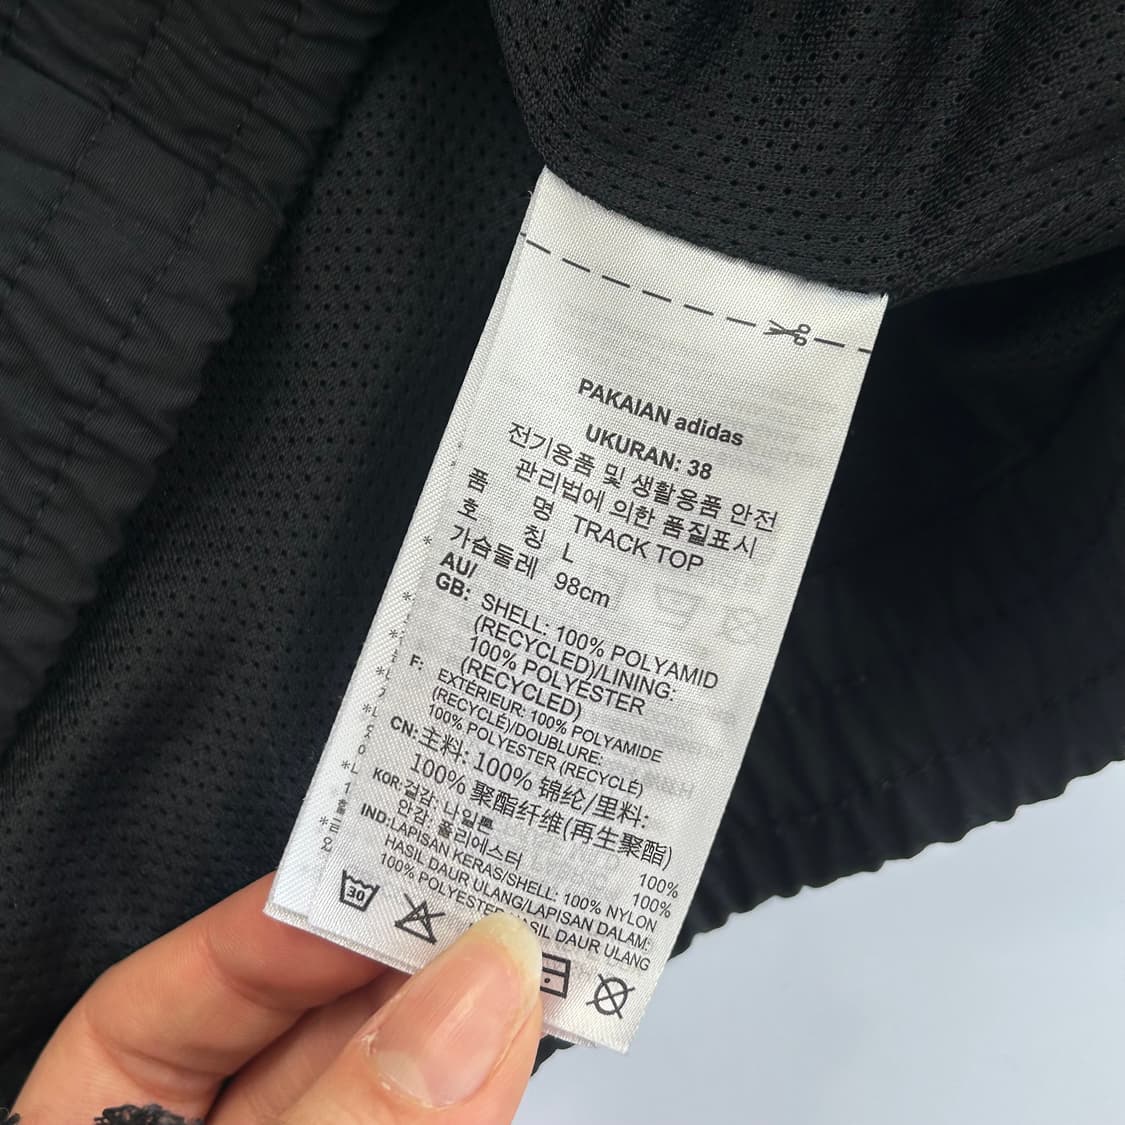 PAKAIAN adidas
UKURAN: 38
전기용품 및 생활용품 안전
관리법에 의한 품질표시
품 명 TRACK TOP
호 칭 L
가슴둘레 98cm
AU/
GB: SHELL: 100% POLYAMID
(RECYCLED)/LINING:
100% POLYESTER
(RECYCLED)
F: EXTÉRIEUR: 100% POLYAMIDE
(RECYCLÉ)/DOUBLURE:
100% POLYESTER (RECYCLÉ)
CN: 主料: 100% 锦纶/里料:
100% 聚酯纤维(再生聚酯)
KOR: 겉감: 나일론 100%
안감: 폴리에스터 100%
IND: LAPISAN KERAS/SHELL: 100% NYLON
HASIL DAUR ULANG/LAPISAN DALAM:
100% POLYESTER HASIL DAUR ULANG
30